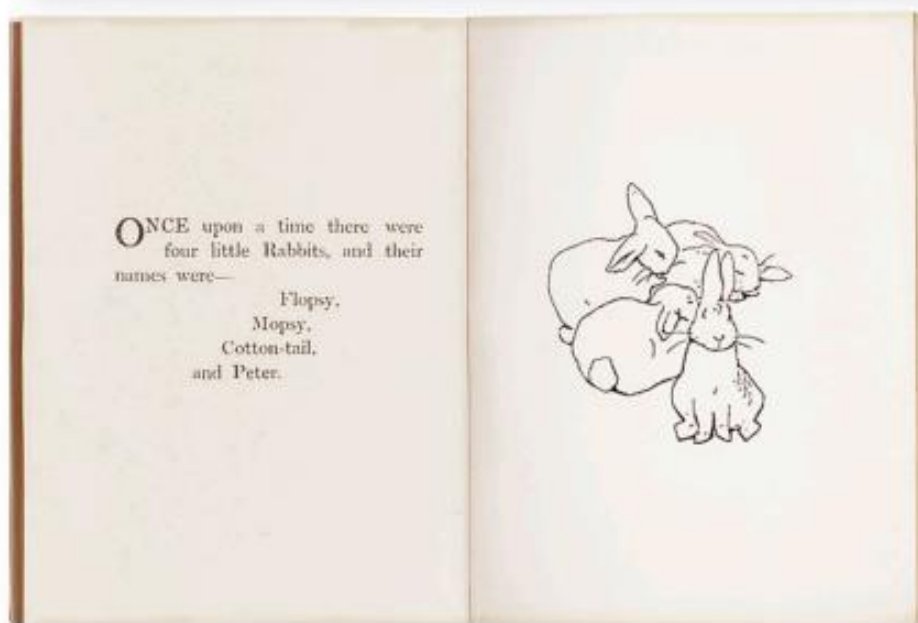 ONCE upon a time there were
four little Rabbits, and their
names were—
Flopsy,
Mopsy,
Cotton-tail,
and Peter.